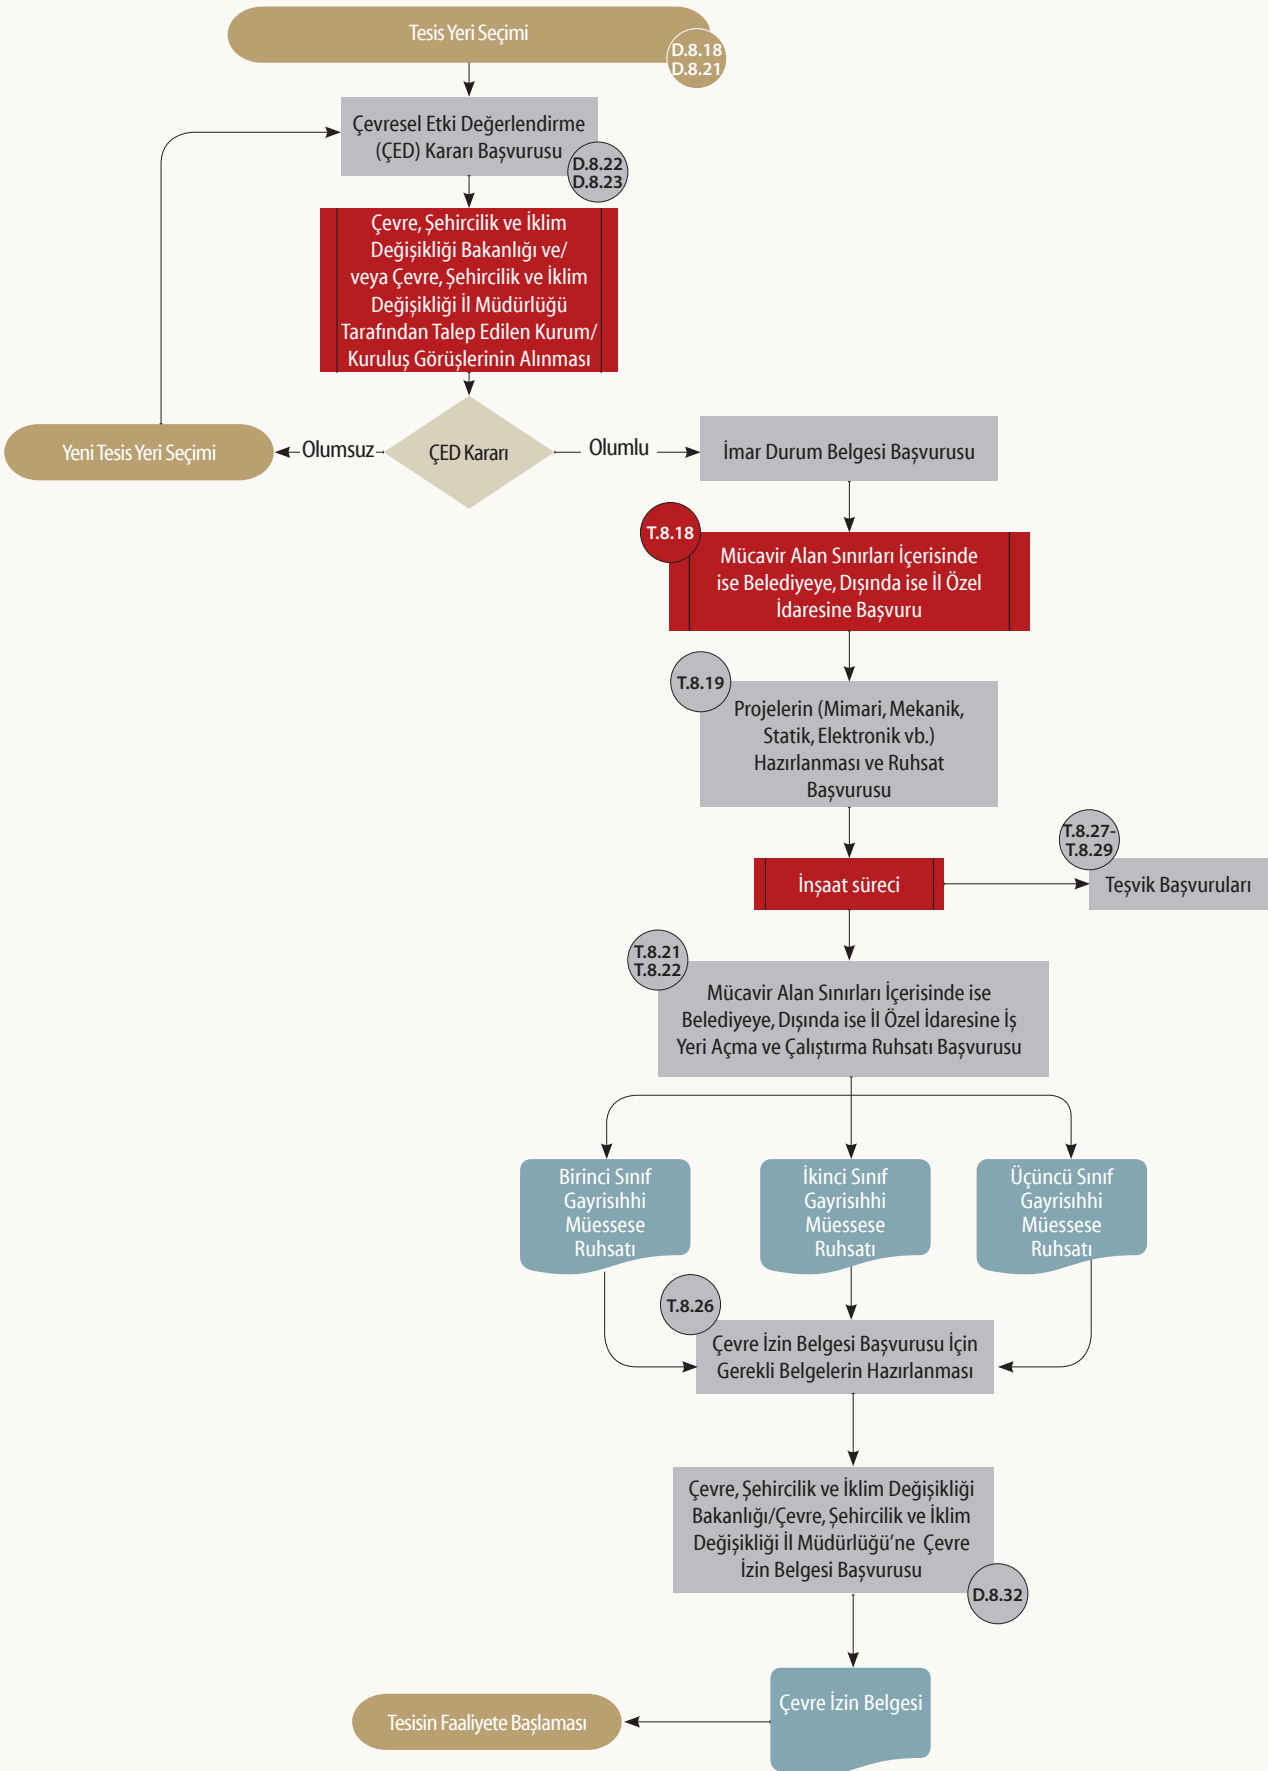 Tesis Yeri Seçimi
D.8.18
D.8.21
Çevresel Etki Değerlendirme
(ÇED) Kararı Başvurusu
D.8.22
D.8.23
Çevre, Şehircilik ve İklim
Değişikliği Bakanlığı ve/
veya Çevre, Şehircilik ve İklim
Değişikliği İl Müdürlüğü
Tarafından Talep Edilen Kurum/
Kuruluş Görüşlerinin Alınması
Yeni Tesis Yeri Seçimi
Olumsuz
ÇED Kararı
Olumlu
İmar Durum Belgesi Başvurusu
T.8.18
Mücavir Alan Sınırları İçerisinde
ise Belediyeye, Dışında ise İl Özel
İdaresine Başvuru
T.8.19
Projelerin (Mimari, Mekanik,
Statik, Elektronik vb.)
Hazırlanması ve Ruhsat
Başvurusu
İnşaat süreci
T.8.27-
T.8.29
Teşvik Başvuruları
T.8.21
T.8.22
Mücavir Alan Sınırları İçerisinde ise
Belediyeye, Dışında ise İl Özel İdaresine İş
Yeri Açma ve Çalıştırma Ruhsatı Başvurusu
Birinci Sınıf
Gayrisıhhi
Müessese
Ruhsatı
İkinci Sınıf
Gayrisıhhi
Müessese
Ruhsatı
Üçüncü Sınıf
Gayrisıhhi
Müessese
Ruhsatı
T.8.26
Çevre İzin Belgesi Başvurusu İçin
Gerekli Belgelerin Hazırlanması
Çevre, Şehircilik ve İklim Değişikliği
Bakanlığı/Çevre, Şehircilik ve İklim
Değişikliği İl Müdürlüğü'ne Çevre
İzin Belgesi Başvurusu
D.8.32
Çevre İzin Belgesi
Tesisin Faaliyete Başlaması